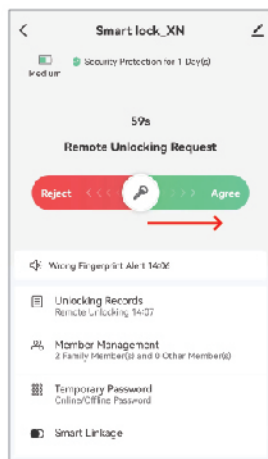 Smart lock_XN
Medium
Security Protection for 1 Day(s)
59s
Remote Unlocking Request
Reject
Agree
Wrong Fingerprint Alert 14:06
Unlocking Records
Remote Unlocking 14:07
Member Management
2 Family Member(s) and 0 Other Member(s)
Temporary Password
Online/Offline Password
Smart Linkage